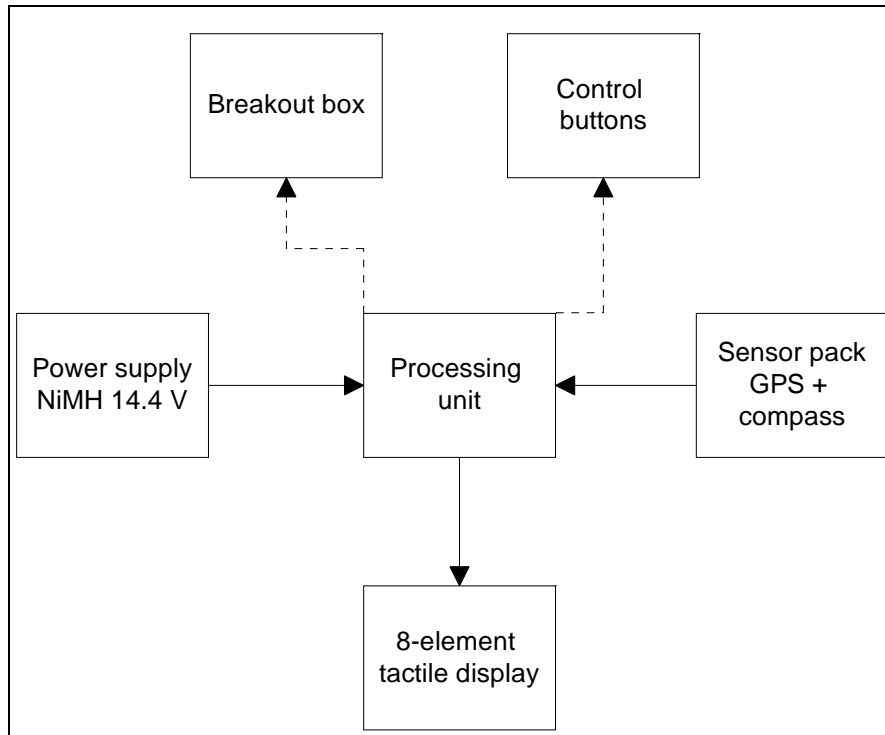 Breakout box
Control
buttons
Power supply
NiMH 14.4 V
Processing
unit
Sensor pack
GPS +
compass
8-element
tactile display